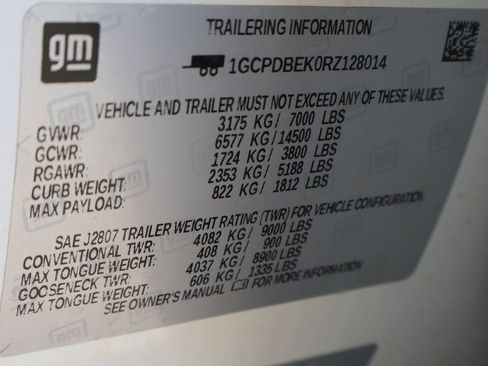 gm
TRAILERING INFORMATION
1GCPDBEK0RZ128014
VEHICLE AND TRAILER MUST NOT EXCEED ANY OF THESE VALUES.
GVWR: 3175 KG / 7000 LBS
GCWR: 6577 KG / 14500 LBS
RGAWR: 1724 KG / 3800 LBS
CURB WEIGHT: 2353 KG / 5188 LBS
MAX PAYLOAD: 822 KG / 1812 LBS
SAE J2807 TRAILER WEIGHT RATING (TWR) FOR VEHICLE CONFIGURATION.
CONVENTIONAL TWR: 4082 KG / 9000 LBS
MAX TONGUE WEIGHT: 408 KG / 900 LBS
GOOSENECK TWR: 4037 KG / 8900 LBS
MAX TONGUE WEIGHT: 606 KG / 1335 LBS
SEE OWNER'S MANUAL FOR MORE INFORMATION